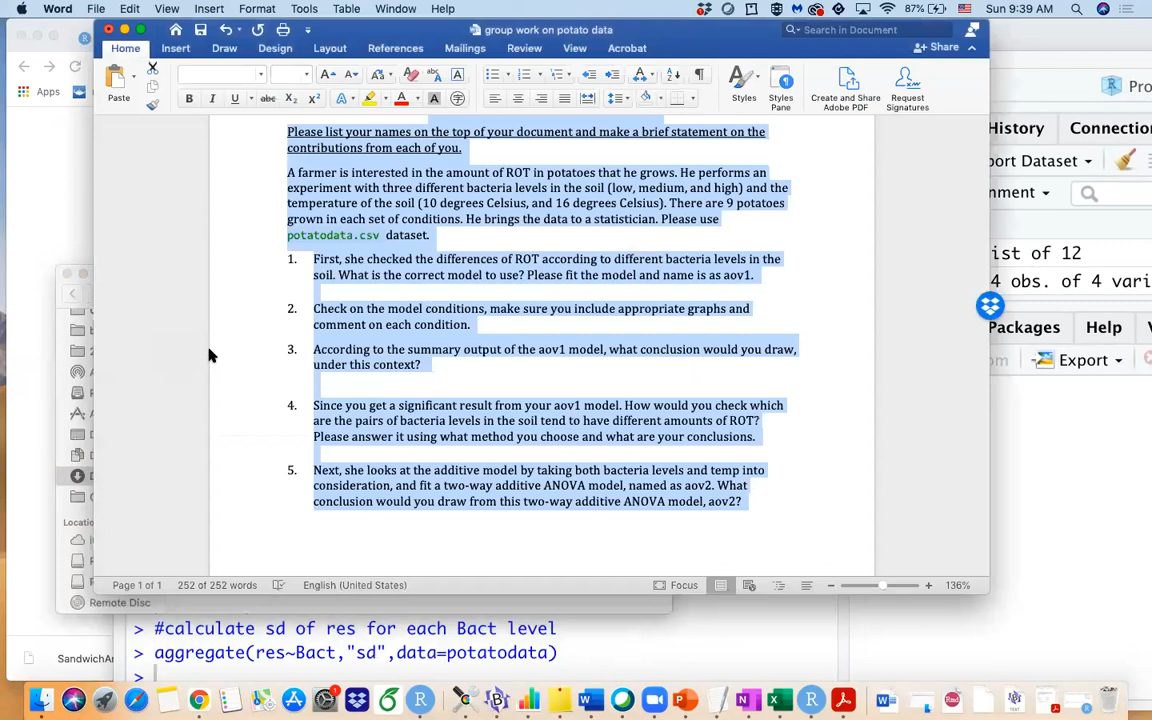 Word File Edit View Insert Format Tools Table Window Help
87% Sun 9:39 AM
group work on potato data
Search in Document
Home Insert Draw Design Layout References Mailings Review View Acrobat
Share
Paste
Styles
Styles Pane
Create and Share Adobe PDF
Request Signatures
Apps
Pro
History Connection
port Dataset
nment
ist of 12
4 obs. of 4 vari
Packages Help
om Export
Please list your names on the top of your document and make a brief statement on the
contributions from each of you.
A farmer is interested in the amount of ROT in potatoes that he grows. He performs an
experiment with three different bacteria levels in the soil (low, medium, and high) and the
temperature of the soil (10 degrees Celsius, and 16 degrees Celsius). There are 9 potatoes
grown in each set of conditions. He brings the data to a statistician. Please use
potatodata.csv dataset.
1. First, she checked the differences of ROT according to different bacteria levels in the
soil. What is the correct model to use? Please fit the model and name is as aov1.
2. Check on the model conditions, make sure you include appropriate graphs and
comment on each condition.
3. According to the summary output of the aov1 model, what conclusion would you draw,
under this context?
4. Since you get a significant result from your aov1 model. How would you check which
are the pairs of bacteria levels in the soil tend to have different amounts of ROT?
Please answer it using what method you choose and what are your conclusions.
5. Next, she looks at the additive model by taking both bacteria levels and temp into
consideration, and fit a two-way additive ANOVA model, named as aov2. What
conclusion would you draw from this two-way additive ANOVA model, aov2?
Locatio
Remote Disc
Page 1 of 1 252 of 252 words English (United States) Focus 136%
> #calculate sd of res for each Bact level
> aggregate(res~Bact,"sd",data=potatodata)
>
SandwichAr